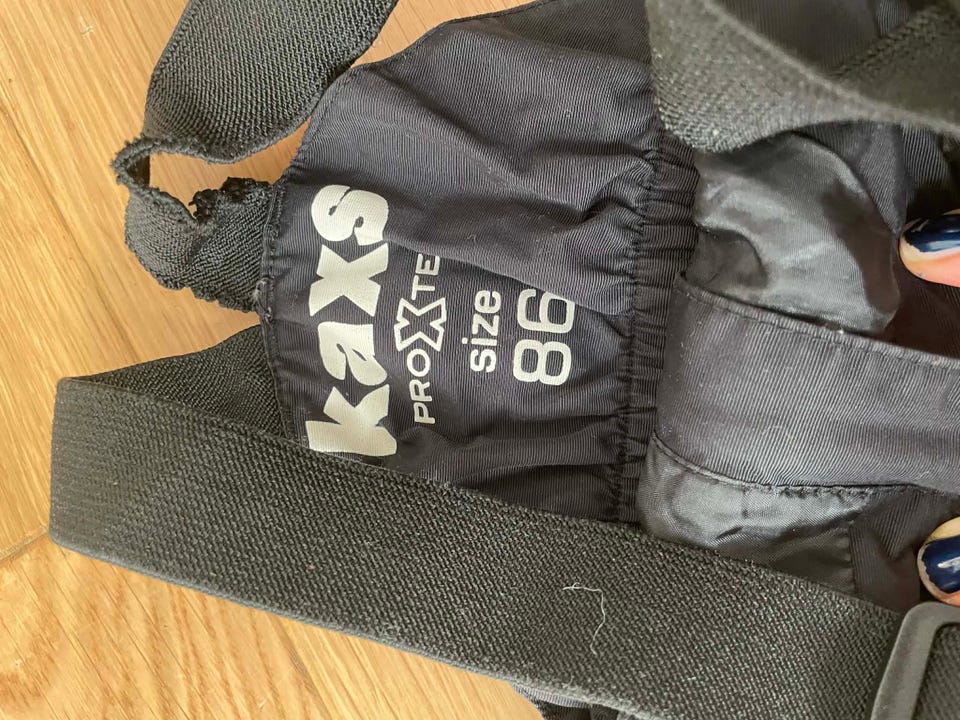 kaxs
PROXTE
size
86